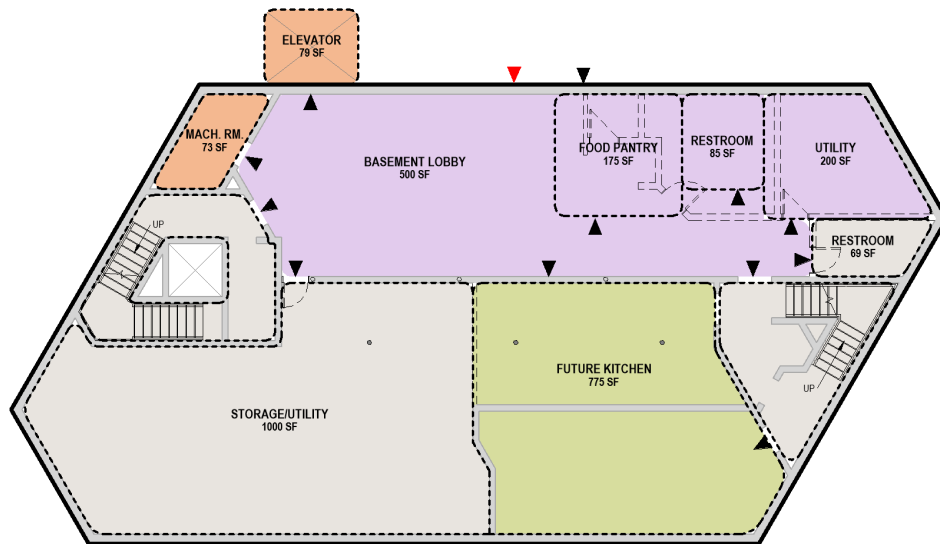 ELEVATOR
79 SF
MACH. RM.
73 SF
BASEMENT LOBBY
500 SF
FOOD PANTRY
175 SF
RESTROOM
85 SF
UTILITY
200 SF
UP
RESTROOM
69 SF
FUTURE KITCHEN
775 SF
UP
STORAGE/UTILITY
1000 SF